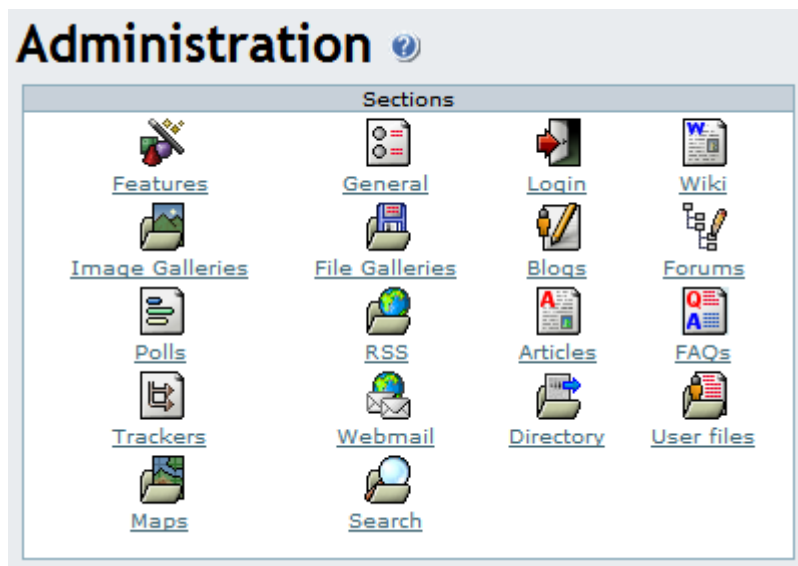 Administration ?
Sections
Features General Login Wiki
Image Galleries File Galleries Blogs Forums
Polls RSS Articles FAQs
Trackers Webmail Directory User files
Maps Search